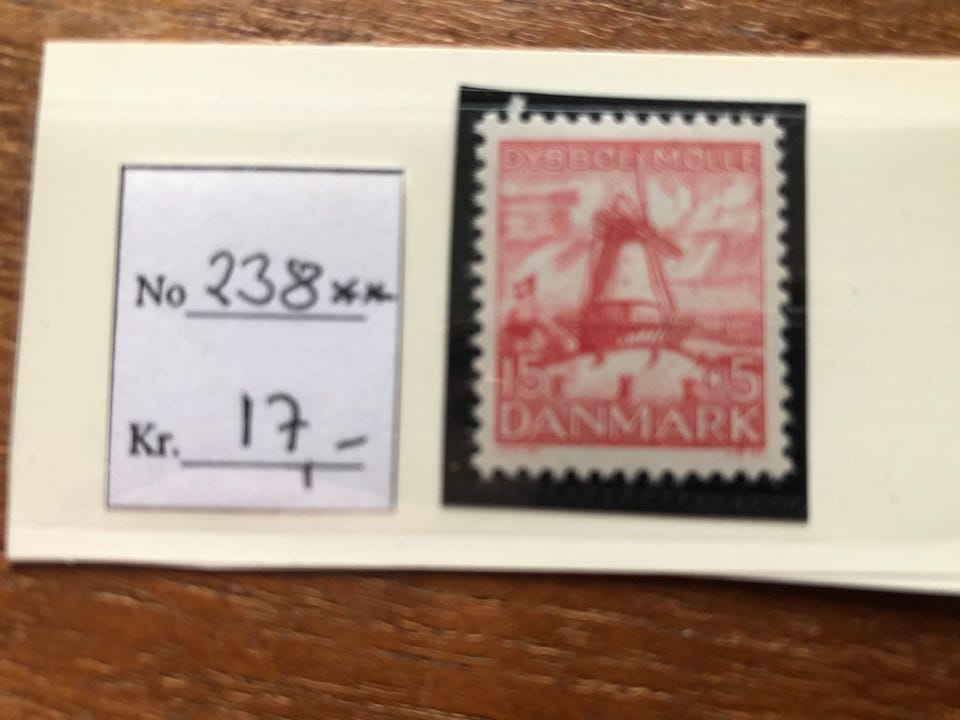 No 238**
Kr. 17,-
DYBBØL MØLLE
15 +5
DANMARK